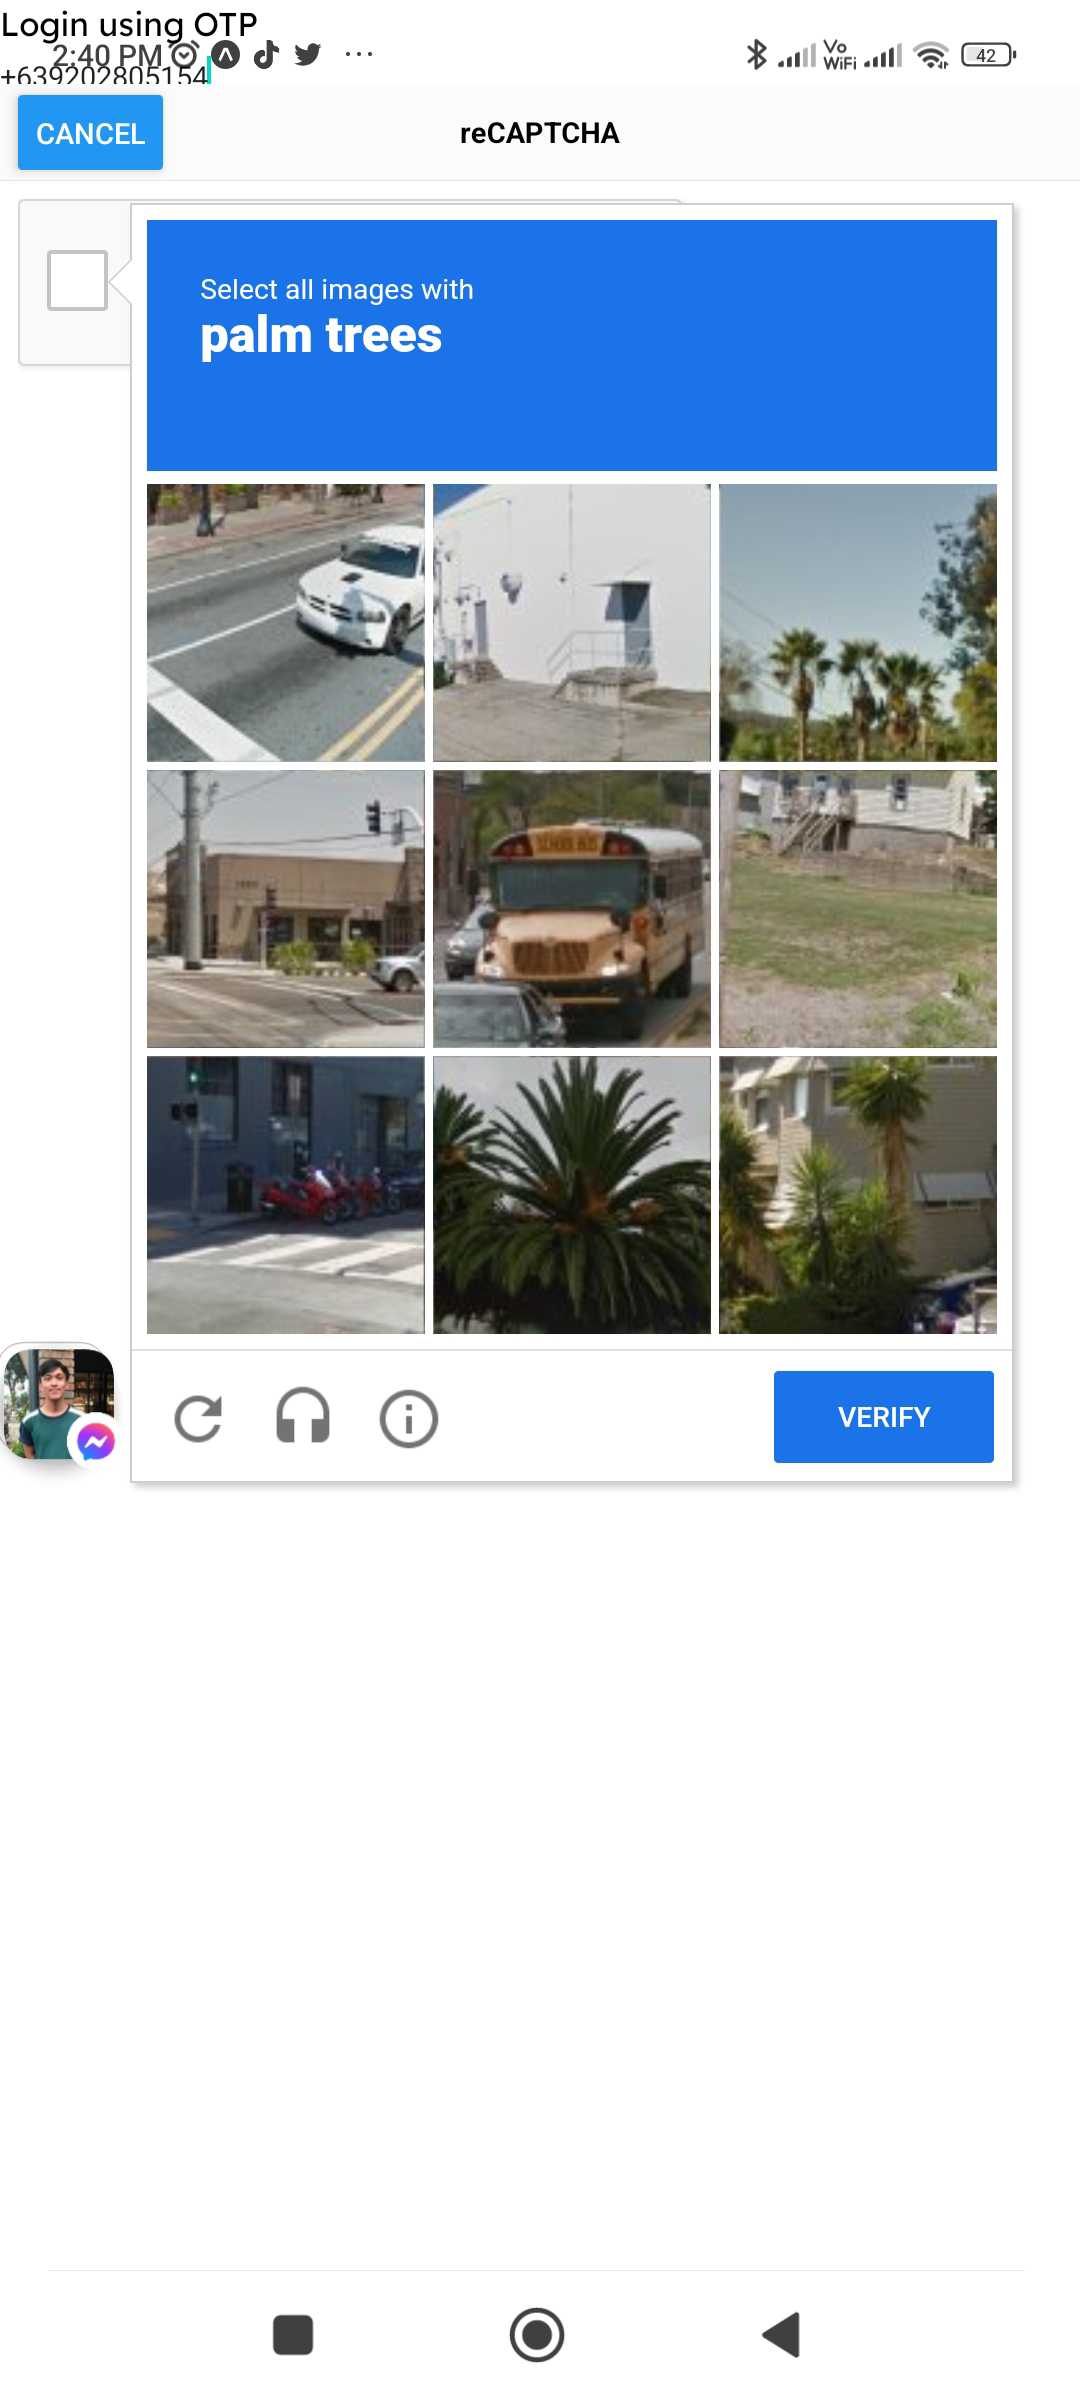 Login using OTP
2:40 PM
Vo
WiFi
42
+639202805154
CANCEL
reCAPTCHA
Select all images with
palm trees
SCHOOL BUS
VERIFY